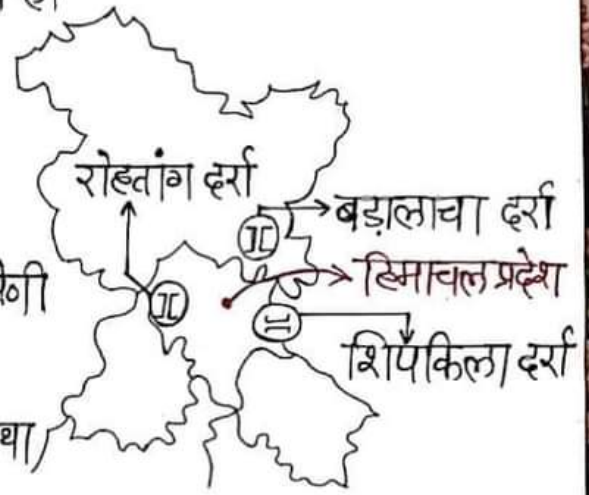 रोहतांग दर्रा
बड़ालाचा दर्रा
हिमाचल प्रदेश
शिपकिला दर्रा